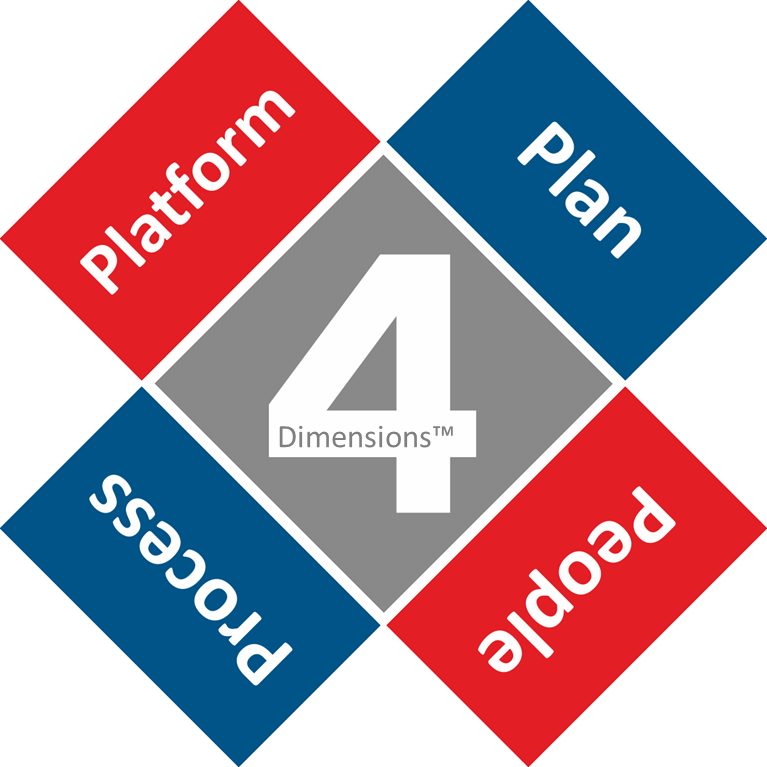 Platform
Plan
4
Dimensions™
Process
People